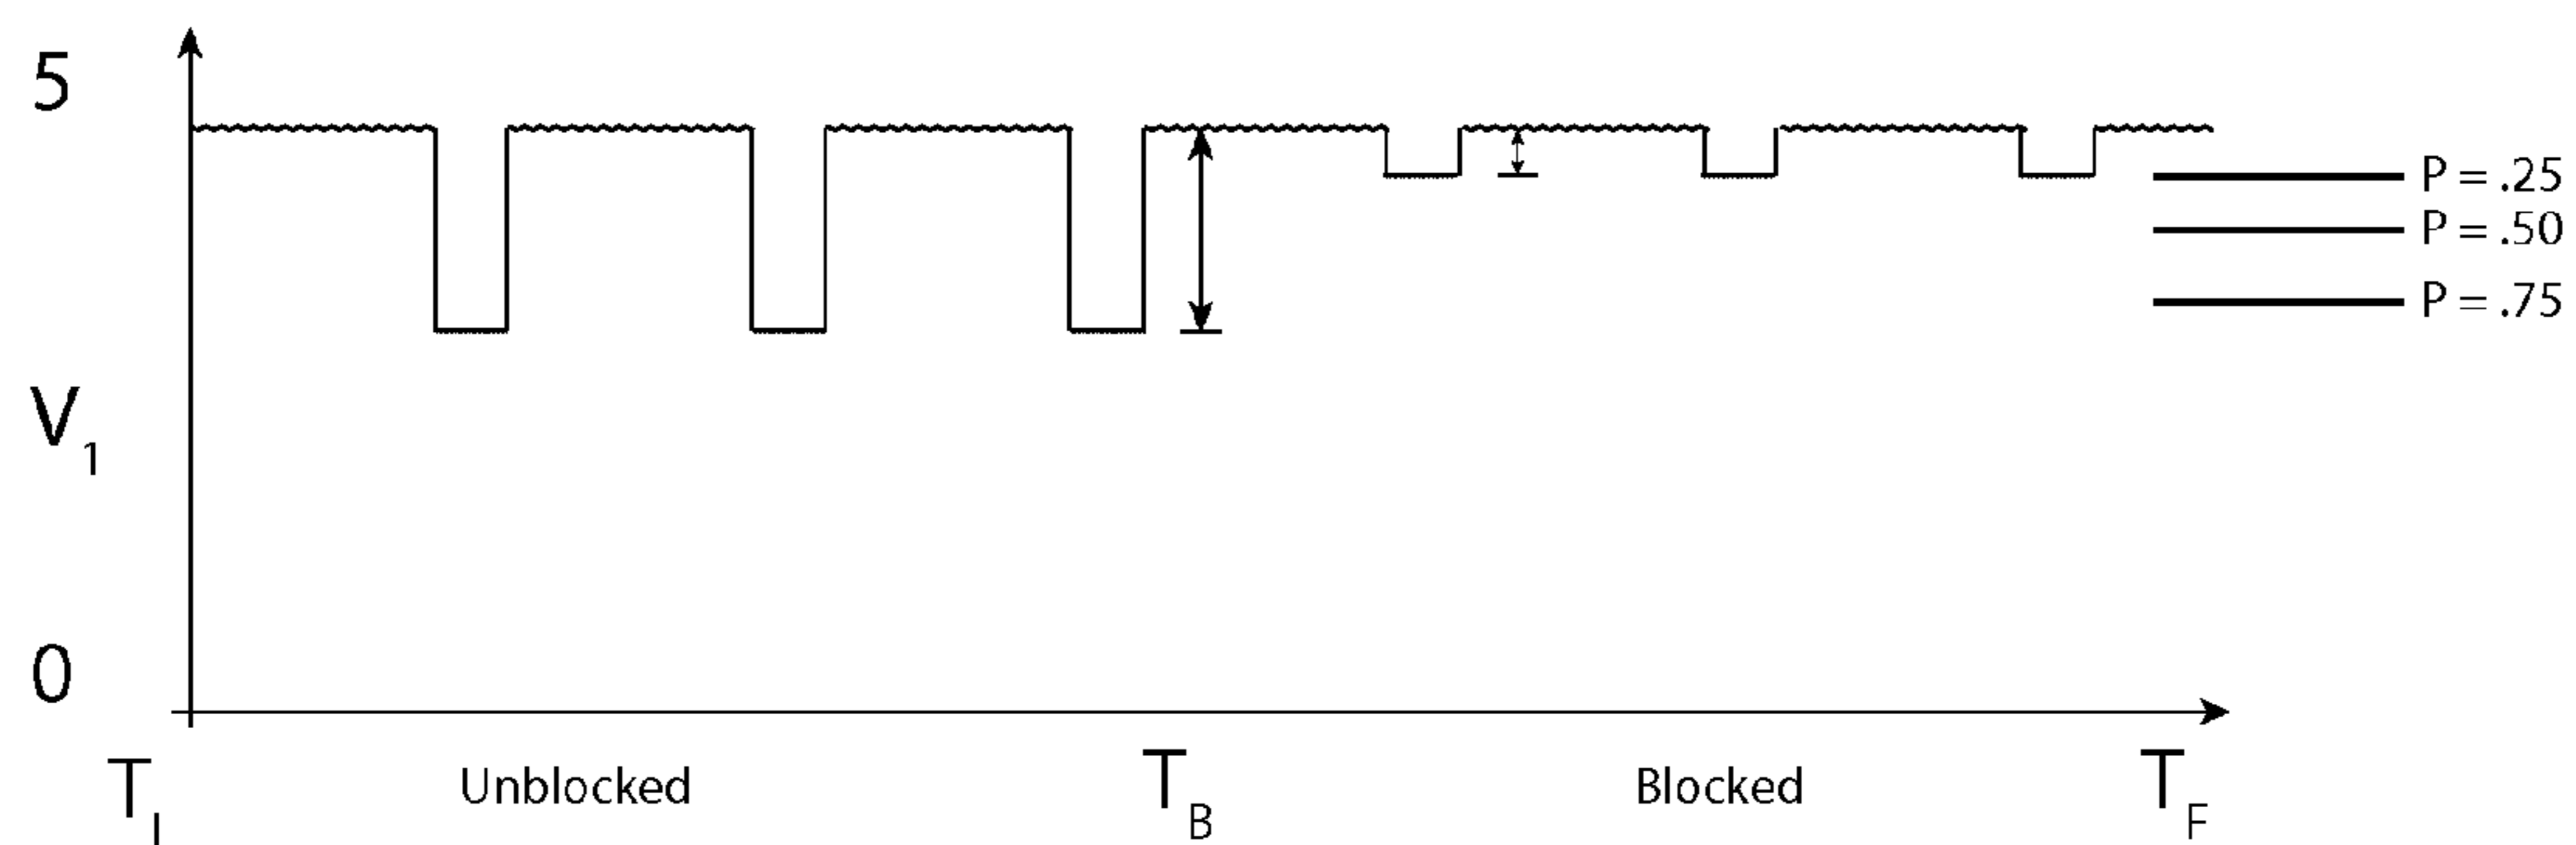 5
P = .25
P = .50
P = .75
V1
0
TI Unblocked TB Blocked TF